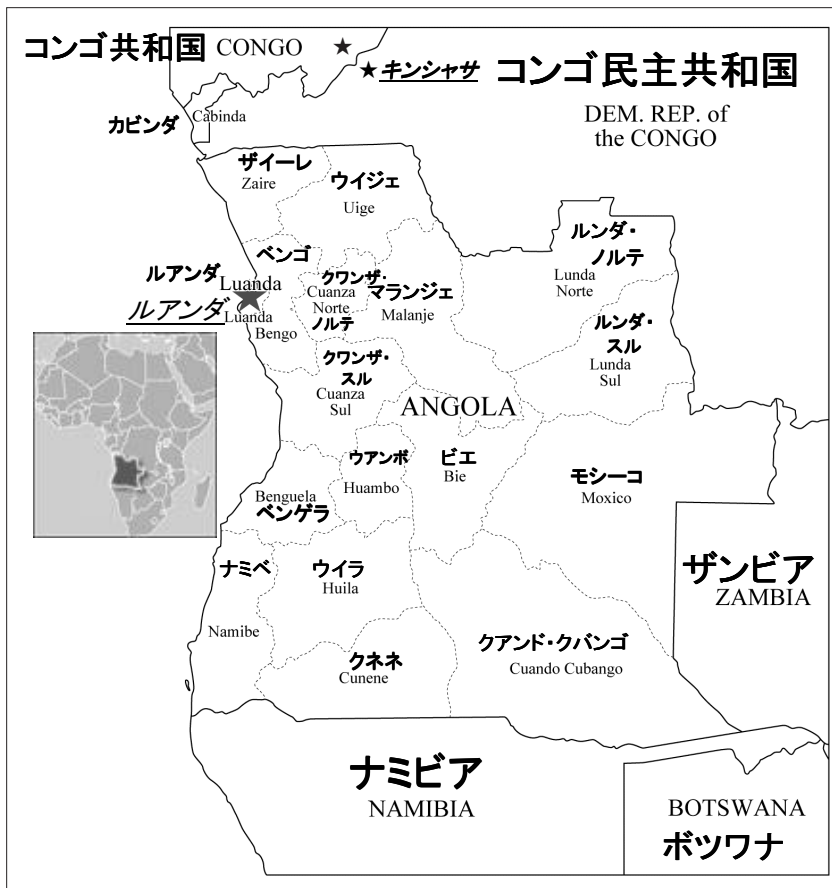 コンゴ共和国 CONGO
キンシャサ
コンゴ民主共和国
DEM. REP. of
the CONGO
カビンダ
Cabinda
ザイーレ
Zaire
ウイジェ
Uige
ルンダ・
ノルテ
Lunda
Norte
ベンゴ
ルアンダ
Luanda
ルアンダ
Luanda
Bengo
クワンザ・
Cuanza
Norte
ノルテ
マランジェ
Malanje
ルンダ・
スル
Lunda
Sul
クワンザ・
スル
Cuanza
Sul
ANGOLA
ウアンボ
Huambo
ビエ
Bie
モシーコ
Moxico
Benguela
ベンゲラ
ナミベ
Namibe
ウイラ
Huila
ザンビア
ZAMBIA
クネネ
Cunene
クアンド・クバンゴ
Cuando Cubango
ナミビア
NAMIBIA
BOTSWANA
ボツワナ